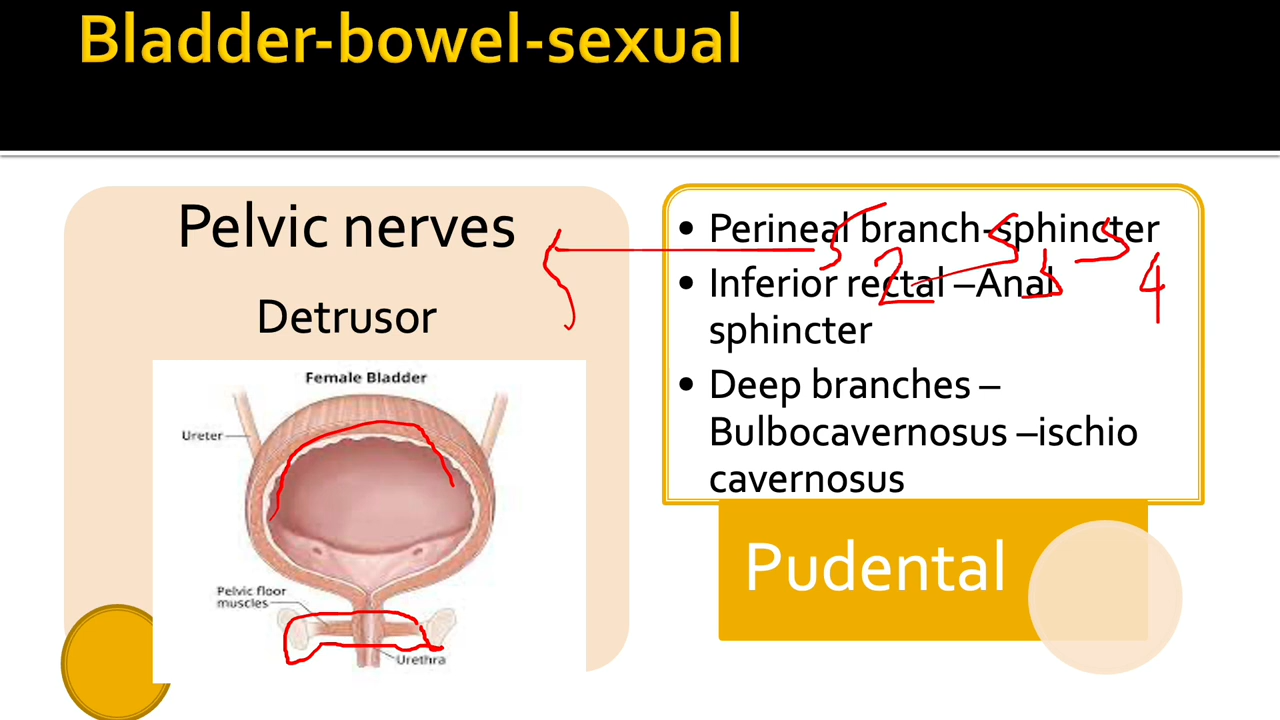 Bladder-bowel-sexual
Pelvic nerves
Detrusor
Female Bladder
Ureter
Pelvic floor
muscles
Urethra
• Perineal branch-sphincter
• Inferior rectal –Anal
sphincter
• Deep branches –
Bulbocavernosus –ischio
cavernosus
Pudental